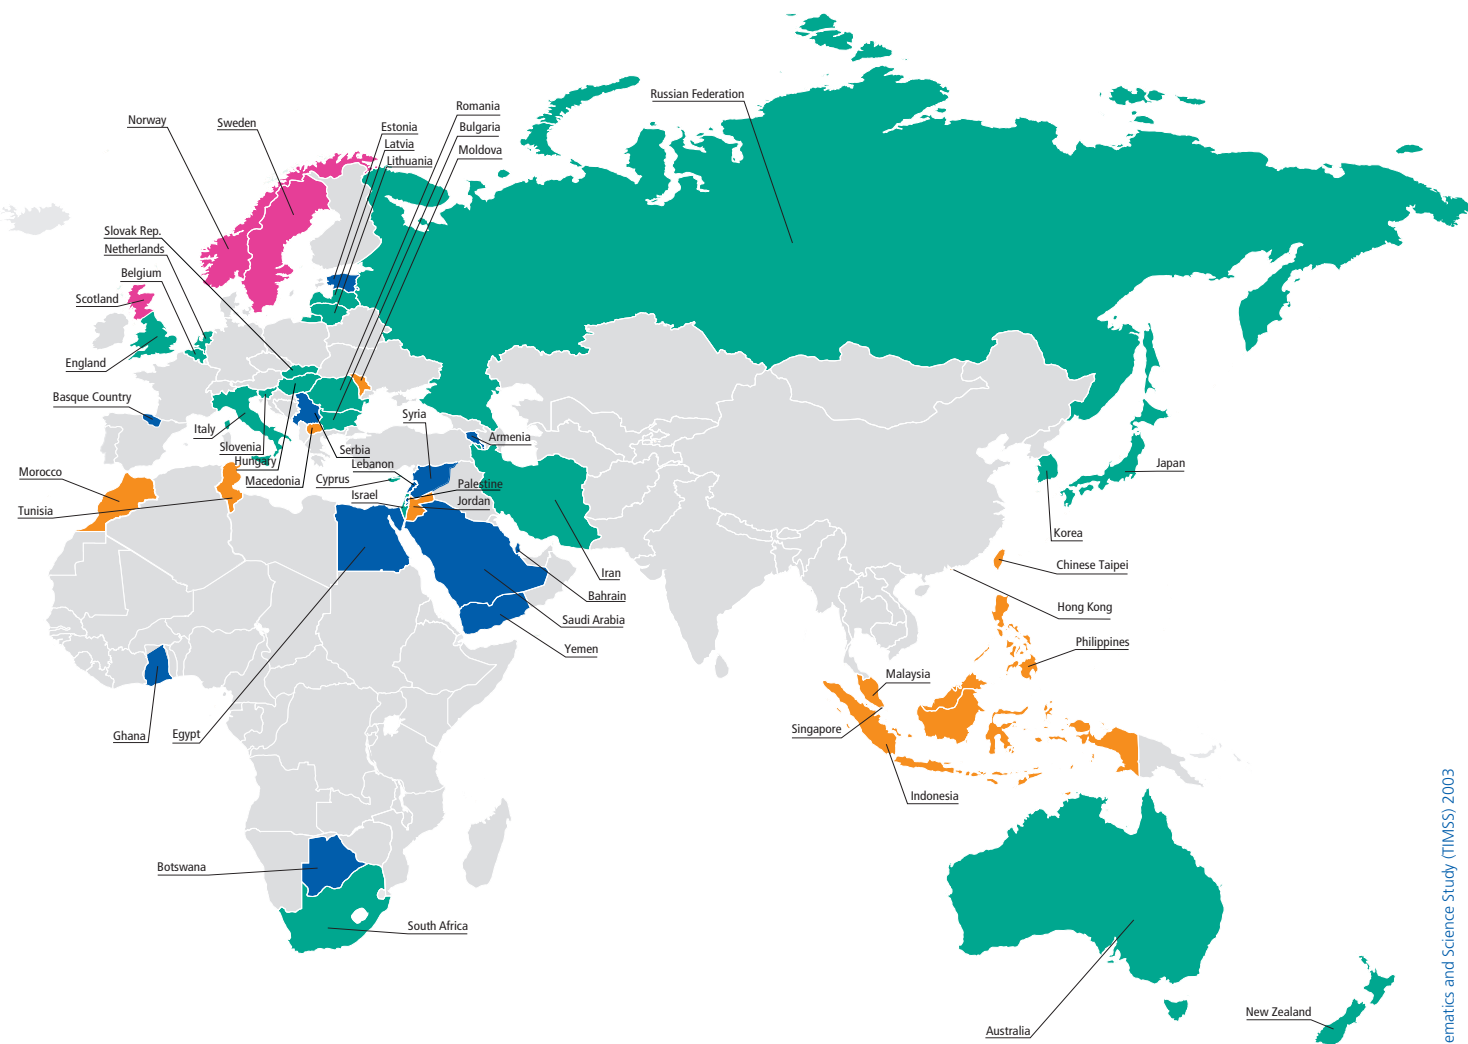 Russian Federation
Romania
Norway
Sweden
Estonia
Bulgaria
Latvia
Moldova
Lithuania
Slovak Rep.
Netherlands
Belgium
Scotland
England
Basque Country
Syria
Italy
Armenia
Slovenia
Serbia
Hungary
Lebanon
Japan
Morocco
Macedonia
Cyprus
Palestine
Israel
Jordan
Tunisia
Korea
Chinese Taipei
Iran
Bahrain
Hong Kong
Saudi Arabia
Philippines
Yemen
Malaysia
Singapore
Ghana
Egypt
Indonesia
Botswana
South Africa
New Zealand
Australia
ematics and Science Study (TIMSS) 2003